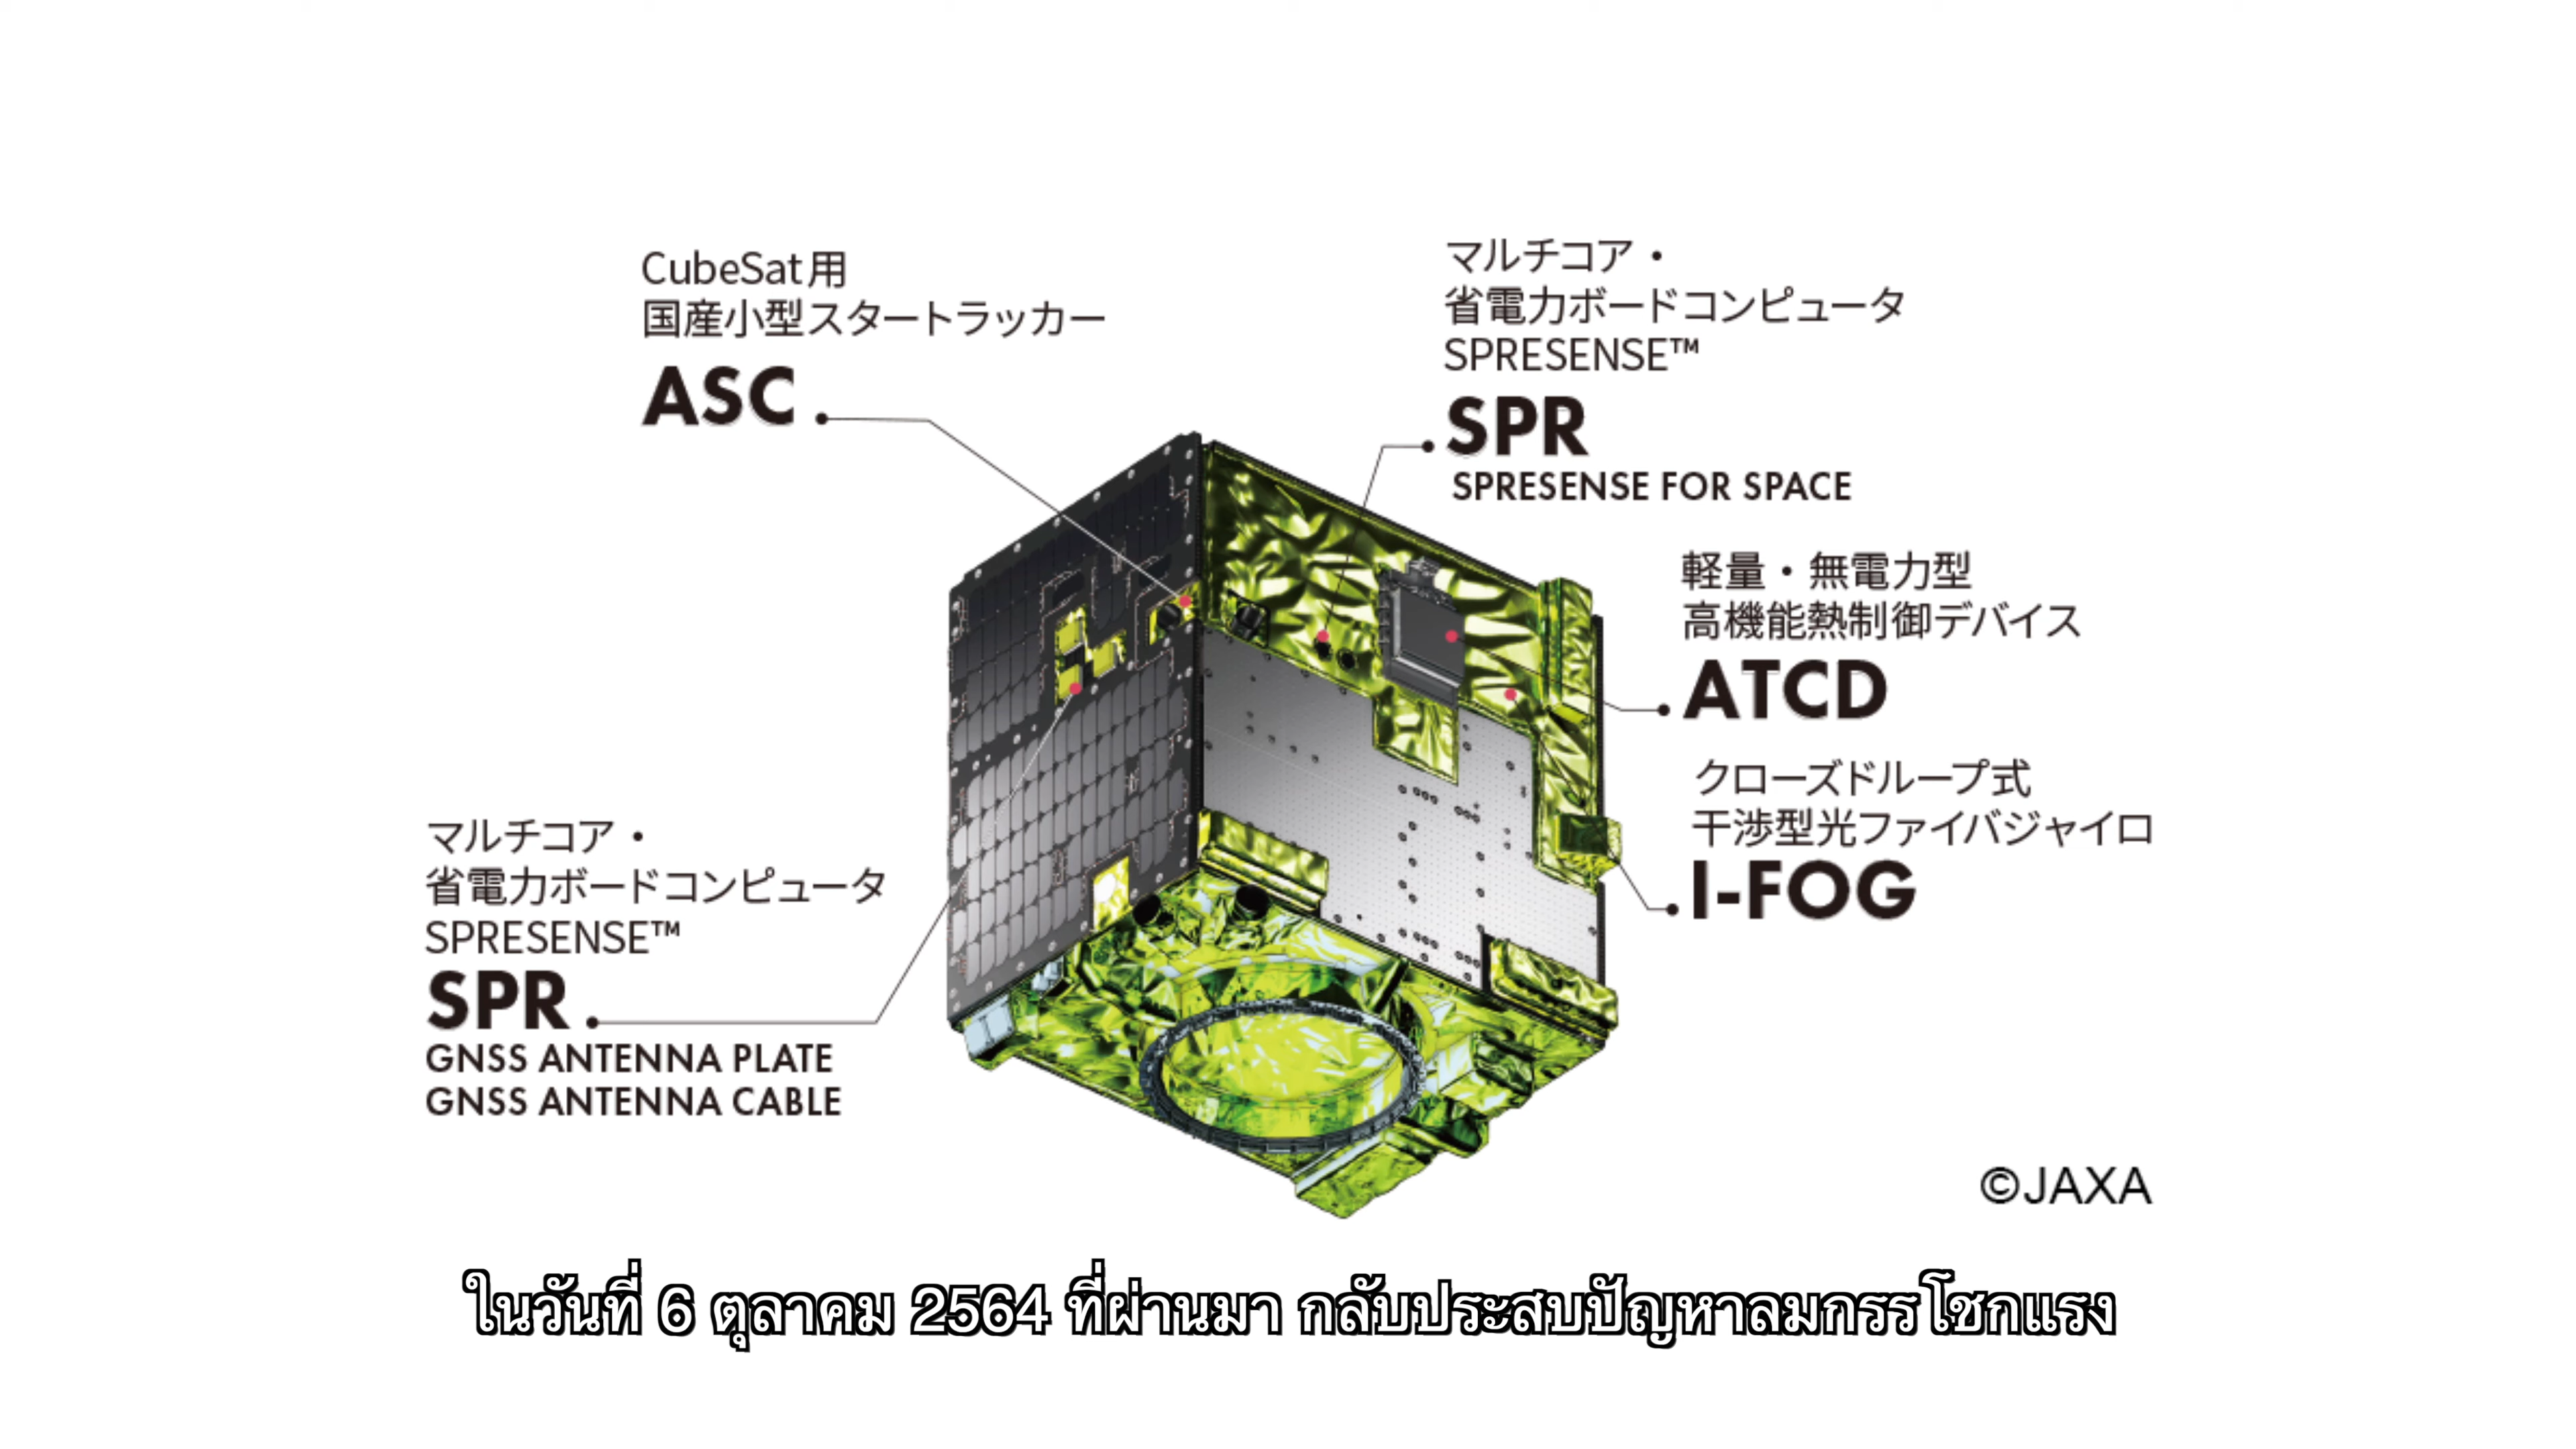 CubeSat用
国産小型スタートラッカー
ASC
マルチコア・
省電力ボードコンピュータ
SPRESENSE™
SPR
SPRESENSE FOR SPACE
軽量・無電力型
高機能熱制御デバイス
ATCD
クローズドループ式
干渉型光ファイバジャイロ
I-FOG
マルチコア・
省電力ボードコンピュータ
SPRESENSE™
SPR
GNSS ANTENNA PLATE
GNSS ANTENNA CABLE
©JAXA
ในวันที่ 6 ตุลาคม 2564 ที่ผ่านมา กลับประสบปัญหาลมกรรโชกแรง